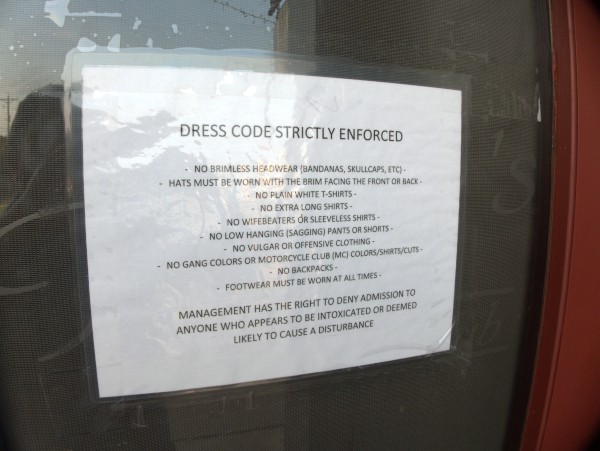 DRESS CODE STRICTLY ENFORCED
- NO BRIMLESS HEADWEAR (BANDANAS, SKULLCAPS, ETC) -
- HATS MUST BE WORN WITH THE BRIM FACING THE FRONT OR BACK -
- NO PLAIN WHITE T-SHIRTS -
- NO EXTRA LONG SHIRTS -
- NO WIFEBEATERS OR SLEEVELESS SHIRTS -
- NO LOW HANGING (SAGGING) PANTS OR SHORTS -
- NO VULGAR OR OFFENSIVE CLOTHING -
- NO GANG COLORS OR MOTORCYCLE CLUB (MC) COLORS/SHIRTS/CUTS -
- NO BACKPACKS -
- FOOTWEAR MUST BE WORN AT ALL TIMES -
MANAGEMENT HAS THE RIGHT TO DENY ADMISSION TO
ANYONE WHO APPEARS TO BE INTOXICATED OR DEEMED
LIKELY TO CAUSE A DISTURBANCE